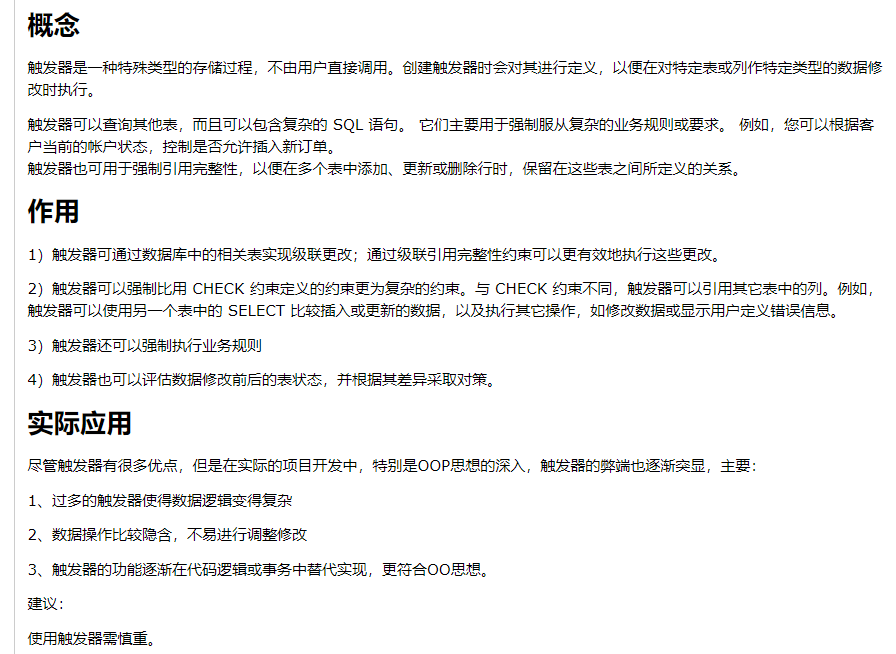 概念
触发器是一种特殊类型的存储过程，不由用户直接调用。创建触发器时会对其进行定义，以便在对特定表或列作特定类型的数据修
改时执行。
触发器可以查询其他表，而且可以包含复杂的 SQL 语句。 它们主要用于强制服从复杂的业务规则或要求。 例如，您可以根据客
户当前的帐户状态，控制是否允许插入新订单。
触发器也可用于强制引用完整性，以便在多个表中添加、更新或删除行时，保留在这些表之间所定义的关系。
作用
1）触发器可通过数据库中的相关表实现级联更改；通过级联引用完整性约束可以更有效地执行这些更改。
2）触发器可以强制比用 CHECK 约束定义的约束更为复杂的约束。与 CHECK 约束不同，触发器可以引用其它表中的列。例如，
触发器可以使用另一个表中的 SELECT 比较插入或更新的数据，以及执行其它操作，如修改数据或显示用户定义错误信息。
3）触发器还可以强制执行业务规则
4）触发器也可以评估数据修改前后的表状态，并根据其差异采取对策。
实际应用
尽管触发器有很多优点，但是在实际的项目开发中，特别是OOP思想的深入，触发器的弊端也逐渐突显，主要：
1、过多的触发器使得数据逻辑变得复杂
2、数据操作比较隐含，不易进行调整修改
3、触发器的功能逐渐在代码逻辑或事务中替代实现，更符合OO思想。
建议：
使用触发器需慎重。